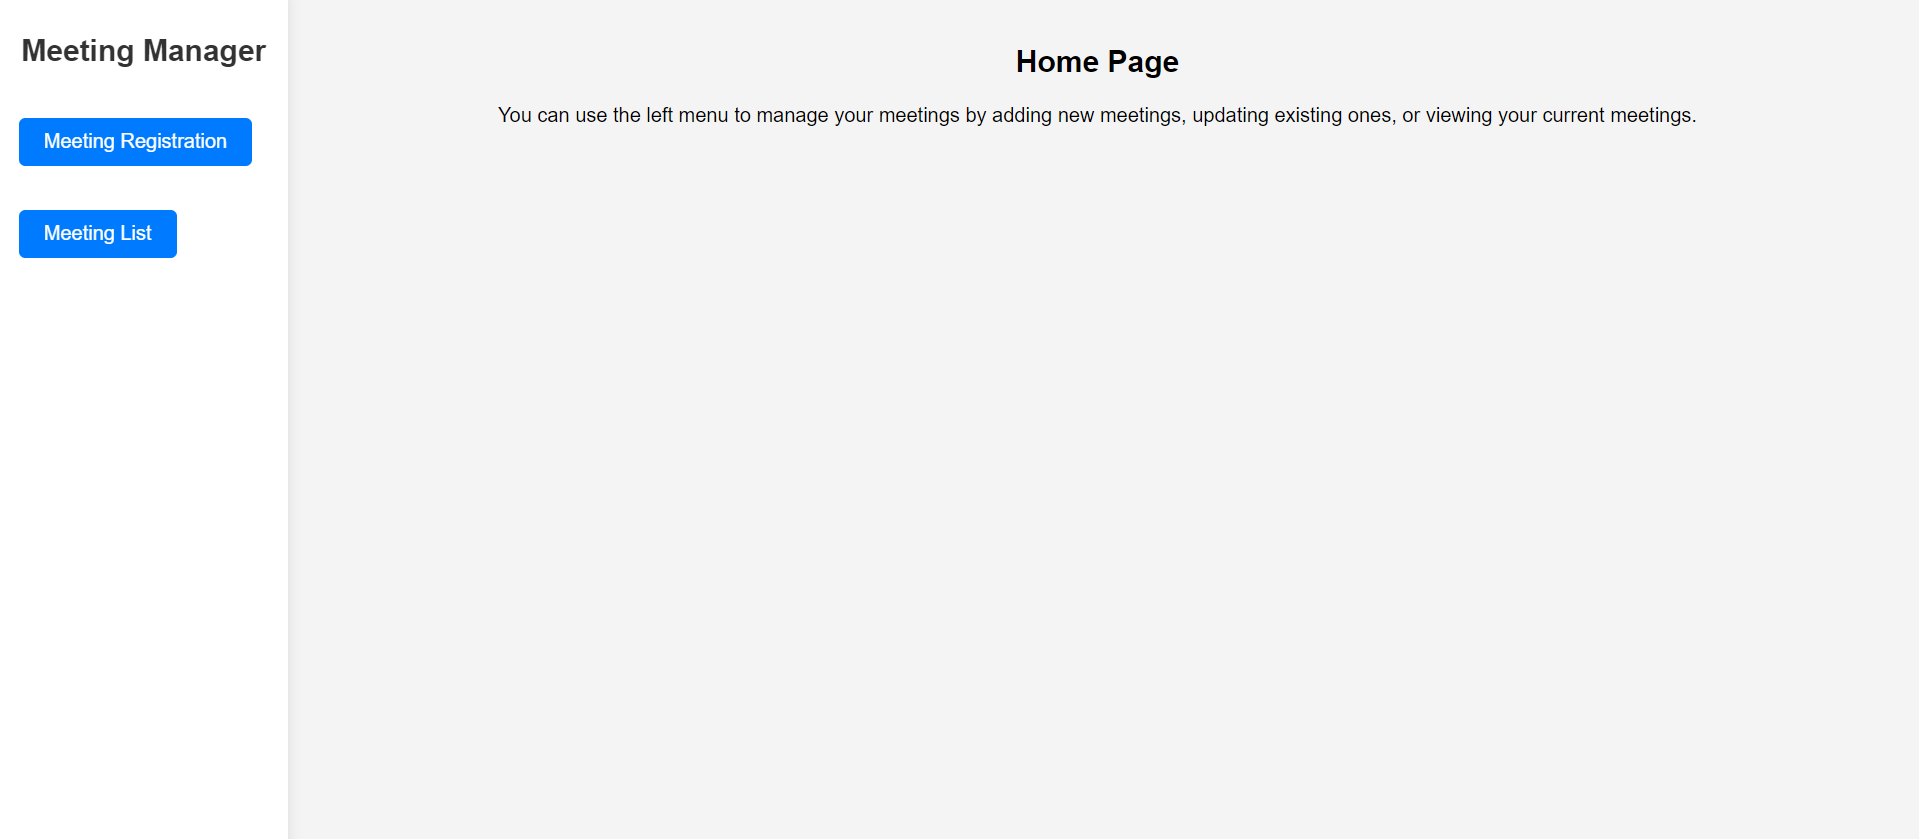 Meeting Manager
Meeting Registration
Meeting List
Home Page
You can use the left menu to manage your meetings by adding new meetings, updating existing ones, or viewing your current meetings.